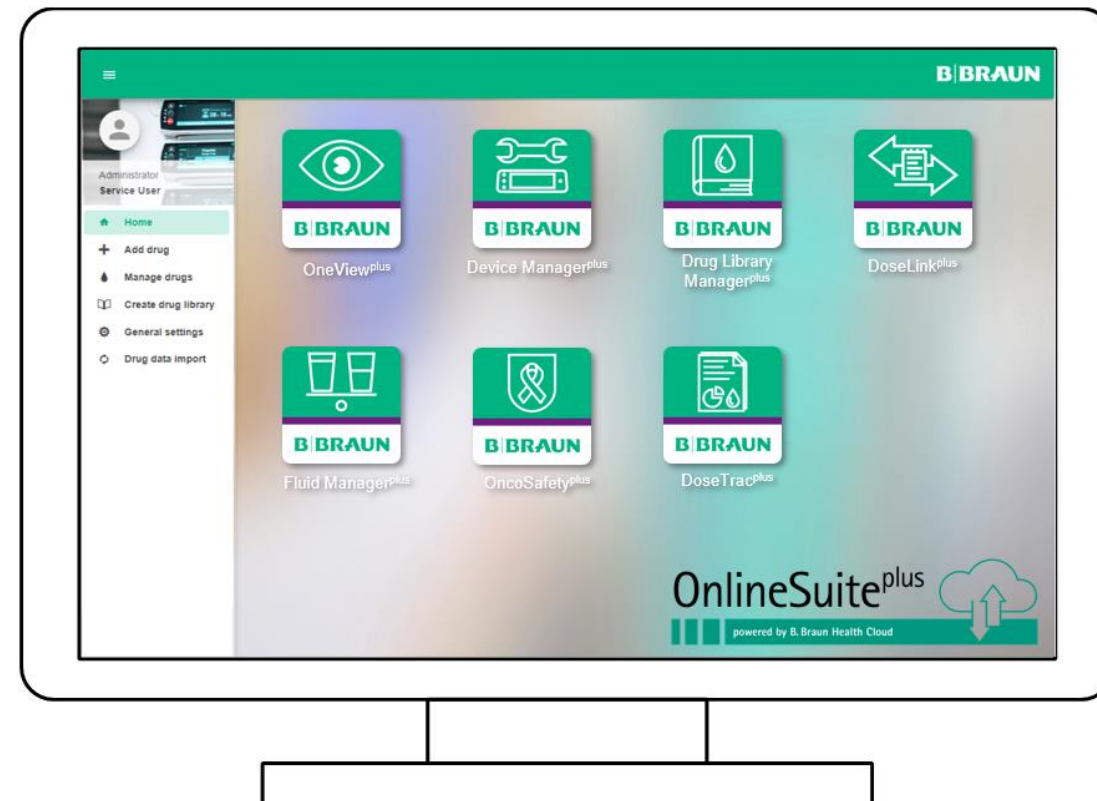 B|BRAUN
Administrator
Service User
Home
Add drug
Manage drugs
Create drug library
General settings
Drug data import
B|BRAUN
OneViewplus
B|BRAUN
Device Managerplus
B|BRAUN
Drug Library
Managerplus
B|BRAUN
DoseLinkplus
B|BRAUN
Fluid Managerplus
B|BRAUN
OncoSafetyplus
B|BRAUN
DoseTracplus
OnlineSuiteplus
powered by B. Braun Health Cloud